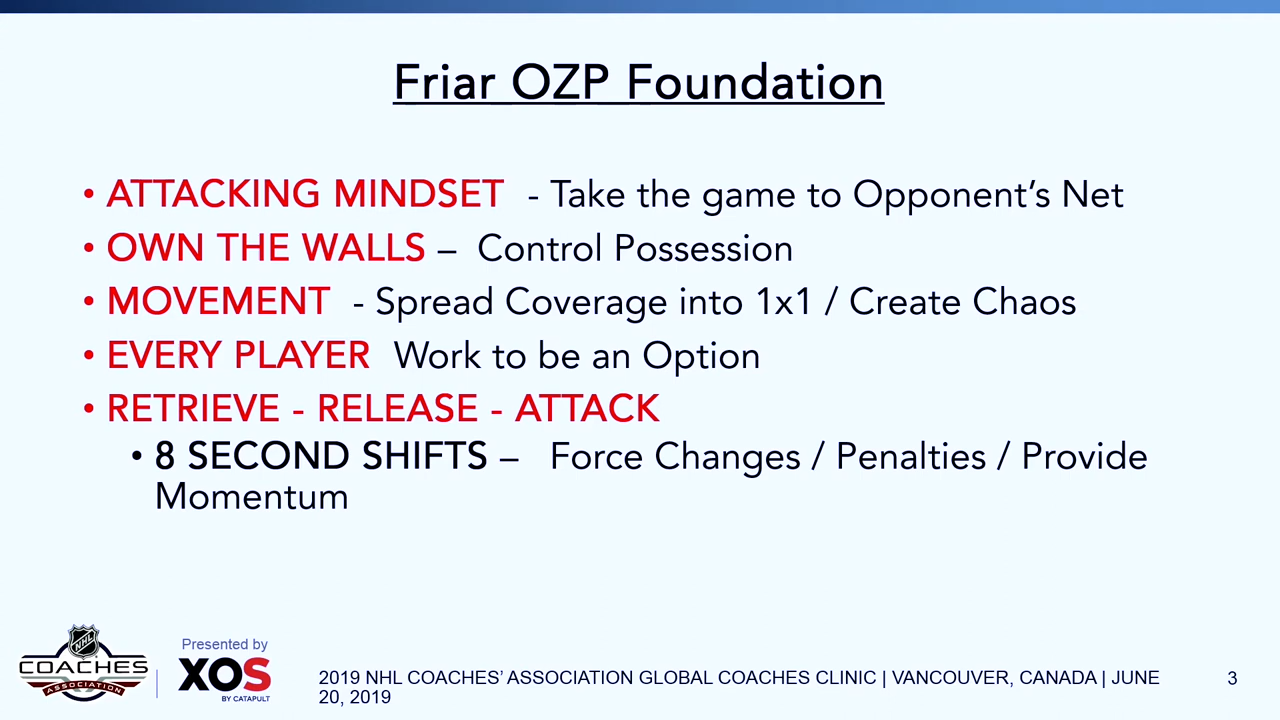 Friar OZP Foundation
• ATTACKING MINDSET - Take the game to Opponent’s Net
• OWN THE WALLS – Control Possession
• MOVEMENT - Spread Coverage into 1x1 / Create Chaos
• EVERY PLAYER Work to be an Option
• RETRIEVE - RELEASE - ATTACK
• 8 SECOND SHIFTS – Force Changes / Penalties / Provide
Momentum
NHL
COACHES
ASSOCIATION
Presented by
XOS
BY CATAPULT
2019 NHL COACHES’ ASSOCIATION GLOBAL COACHES CLINIC | VANCOUVER, CANADA | JUNE
20, 2019
3